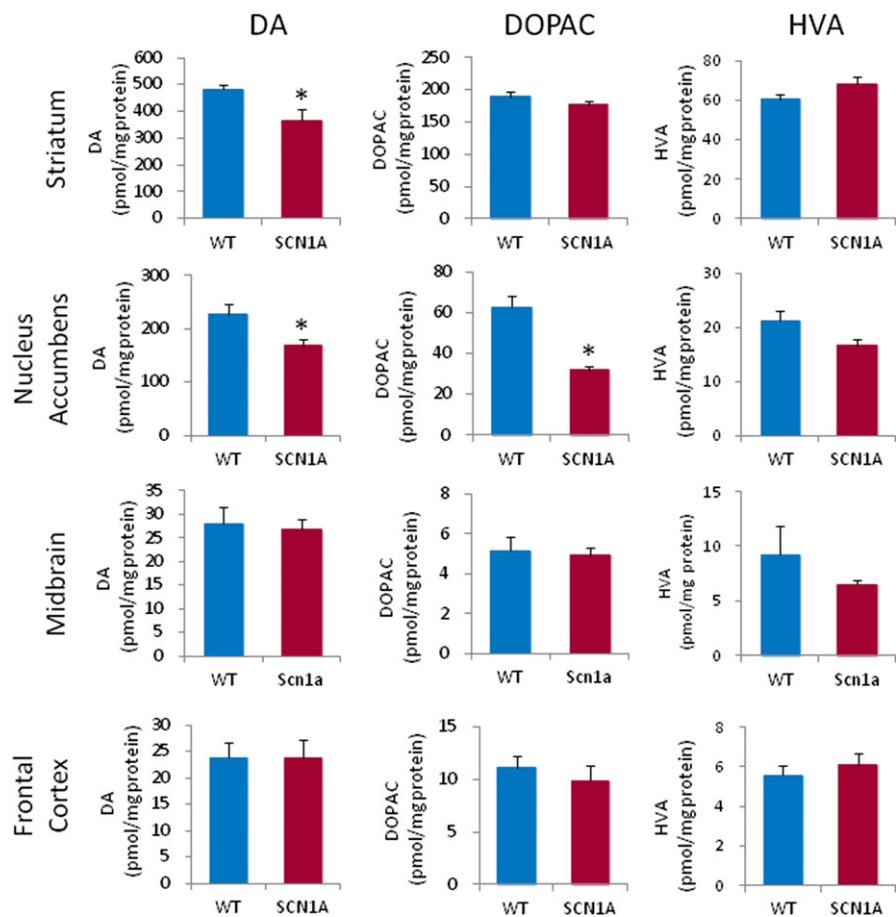 DA DOPAC HVA
Striatum
DA
(pmol/mgprotein)
600
500
400
300
200
100
0
*
WT SCN1A
DOPAC
(pmol/mgprotein)
250
200
150
100
50
0
WT SCN1A
HVA
(pmol/mgprotein)
80
60
40
20
0
WT SCN1A
Nucleus
Accumbens
DA
(pmol/mgprotein)
300
200
100
0
*
WT SCN1A
DOPAC
(pmol/mgprotein)
80
60
40
20
0
*
WT SCN1A
HVA
(pmol/mgprotein)
30
20
10
0
WT SCN1A
Midbrain
DA
(pmol/mgprotein)
35
30
25
20
15
10
5
0
WT Scn1a
DOPAC
(pmol/mgprotein)
8
6
4
2
0
WT Scn1a
HVA
(pmol/mg protein)
15
10
5
0
WT Scn1a
Frontal
Cortex
DA
(pmol/mgprotein)
30
25
20
15
10
5
0
WT SCN1A
DOPAC
(pmol/mgprotein)
15
10
5
0
WT SCN1A
HVA
(pmol/mgprotein)
8
6
4
2
0
WT SCN1A